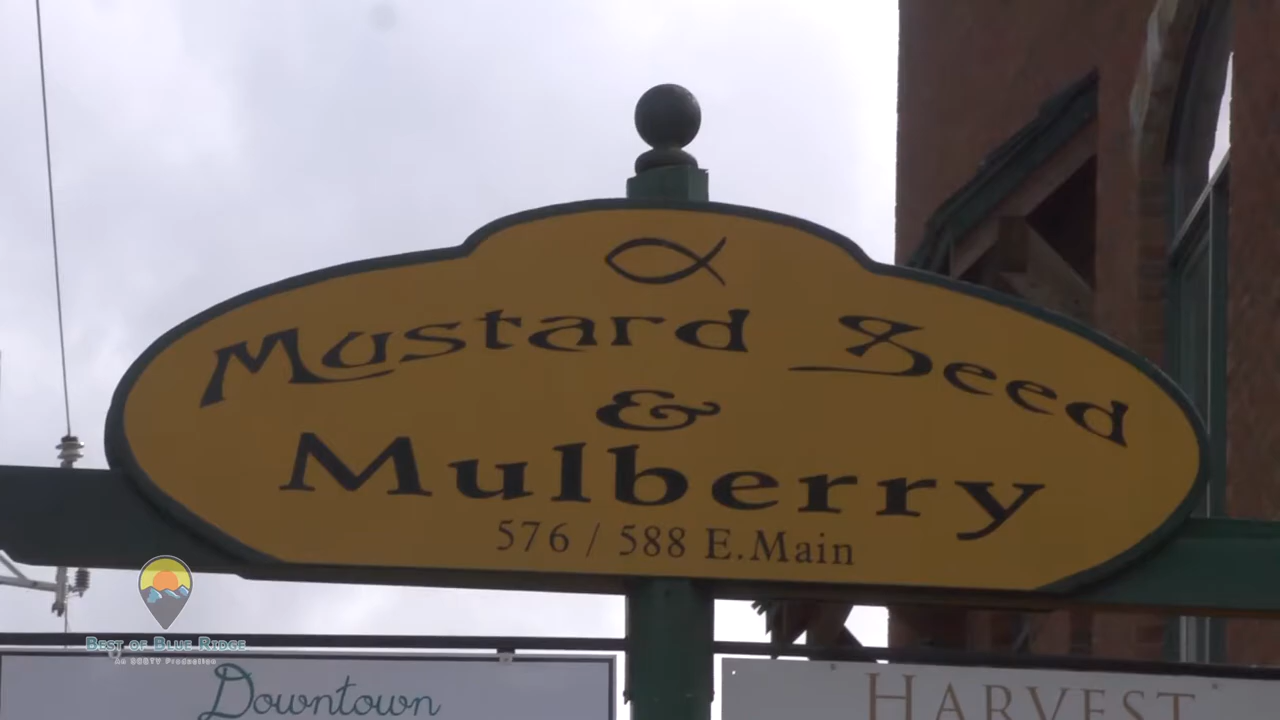 Mustard Seed
&
Mulberry
576 / 588 E.Main
BEST OF BLUE RIDGE
Downtown
HARVEST